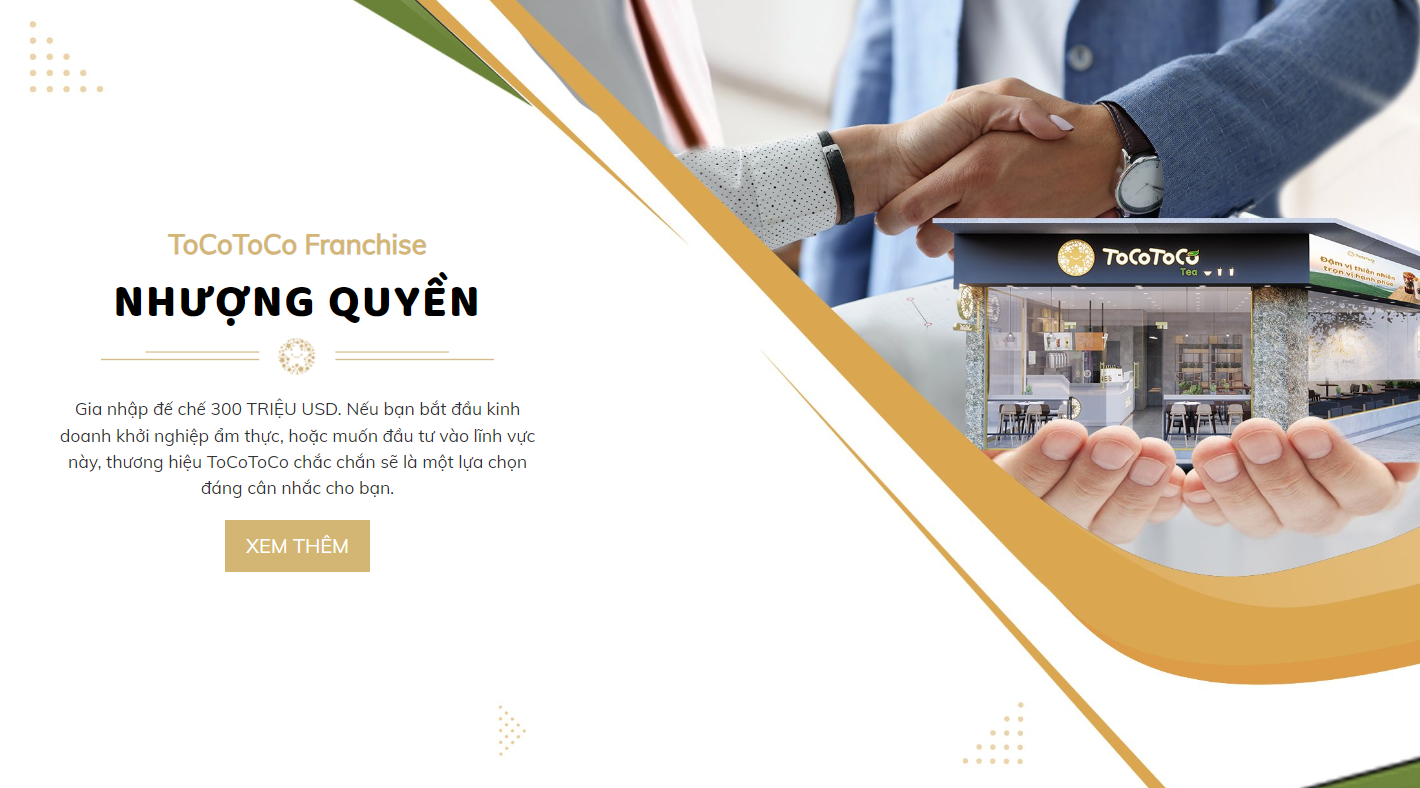 ToCoToCo Franchise
NHƯỢNG QUYỀN
Gia nhập đế chế 300 TRIỆU USD. Nếu bạn bắt đầu kinh
doanh khởi nghiệp ẩm thực, hoặc muốn đầu tư vào lĩnh vực
này, thương hiệu ToCoToCo chắc chắn sẽ là một lựa chọn
đáng cân nhắc cho bạn.
XEM THÊM
ToCoToCo
Tea
Đậm vị thiên nhiên
trọn vị hạnh phúc